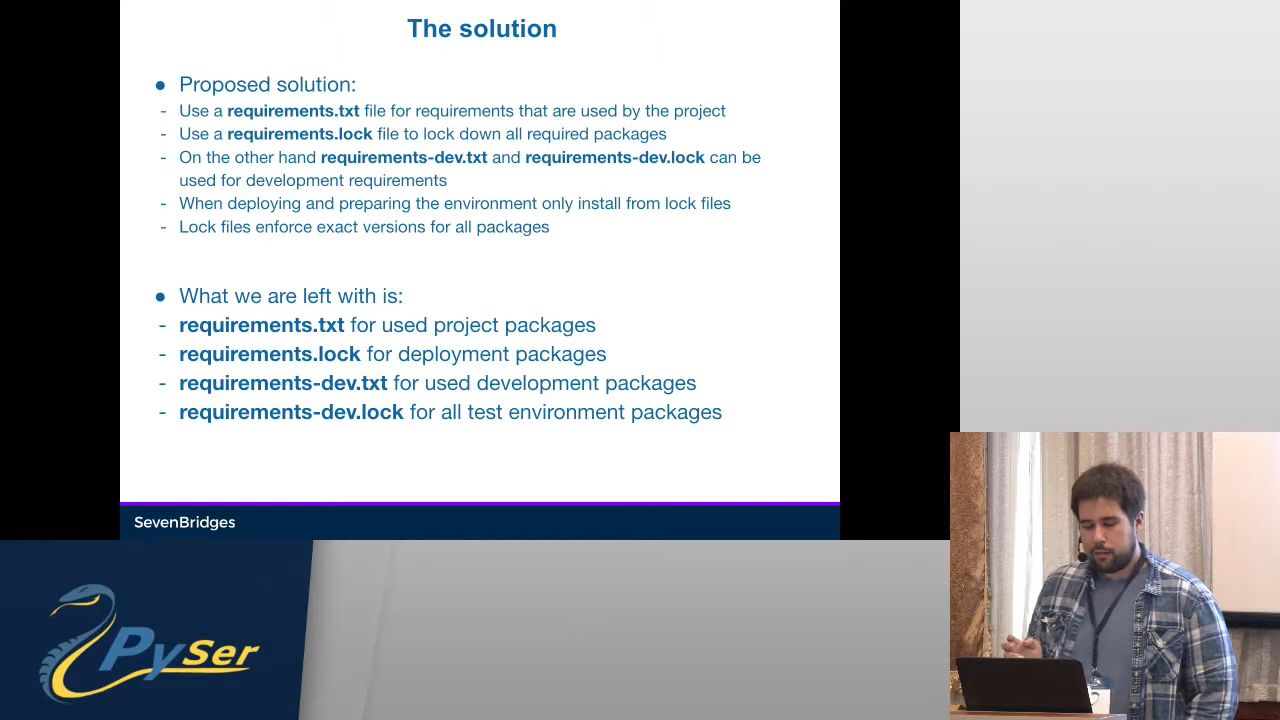 The solution
● Proposed solution:
- Use a requirements.txt file for requirements that are used by the project
- Use a requirements.lock file to lock down all required packages
- On the other hand requirements-dev.txt and requirements-dev.lock can be
used for development requirements
- When deploying and preparing the environment only install from lock files
- Lock files enforce exact versions for all packages
● What we are left with is:
- requirements.txt for used project packages
- requirements.lock for deployment packages
- requirements-dev.txt for used development packages
- requirements-dev.lock for all test environment packages
SevenBridges
PySer